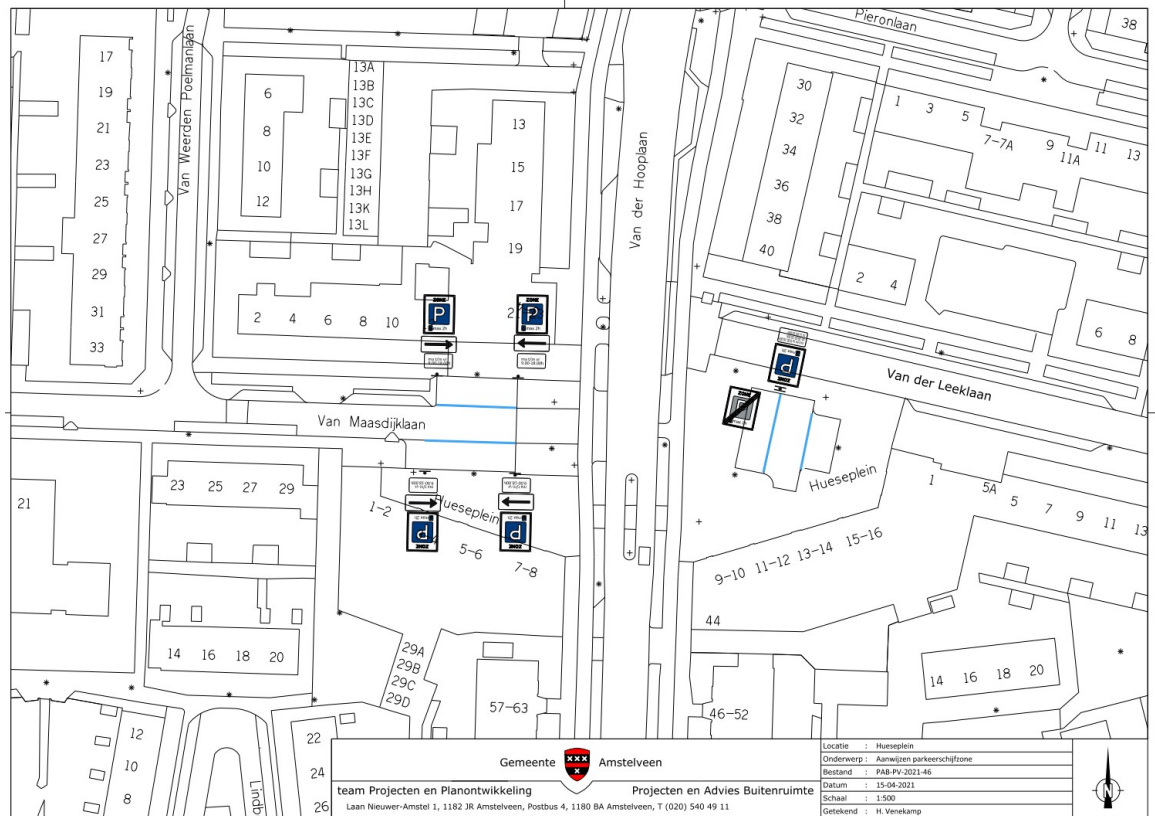 Pieronlaan
38
17
19
21
23
25
27
29
31
33
Van Weerden Poelmanlaan
6
8
10
12
13A
13B
13C
13D
13E
13F
13G
13H
13K
13L
13
15
17
19
Van der Hooplaan
30
32
34
36
38
40
1 3 5 7-7A 9 11A 11 13
2 4
6 8
2 4 6 8 10
ZONE
P
max 2h
ZONE
P
max 2h
P
ZONE
ZONE
Van der Leeklaan
Van Maasdijklaan
Hueseplein
21
23 25 27 29
1-2
Hueseplein
5-6
7-8
P
ZONE
P
ZONE
1 5A 5 7 9 11 13
9-10 11-12 13-14 15-16
44
14 16 18 20
29A
29B
29C
29D
57-63
46-52
14 16 18 20
12
10
8
22
24
26
Lindb
Gemeente Amstelveen
team Projecten en Planontwikkeling
Projecten en Advies Buitenruimte
Laan Nieuwer-Amstel 1, 1182 JR Amstelveen, Postbus 4, 1180 BA Amstelveen, T (020) 540 49 11
Locatie : Hueseplein
Onderwerp : Aanwijzen parkeerschijfzone
Bestand : PAB-PV-2021-46
Datum : 15-04-2021
Schaal : 1:500
Getekend : H. Venekamp